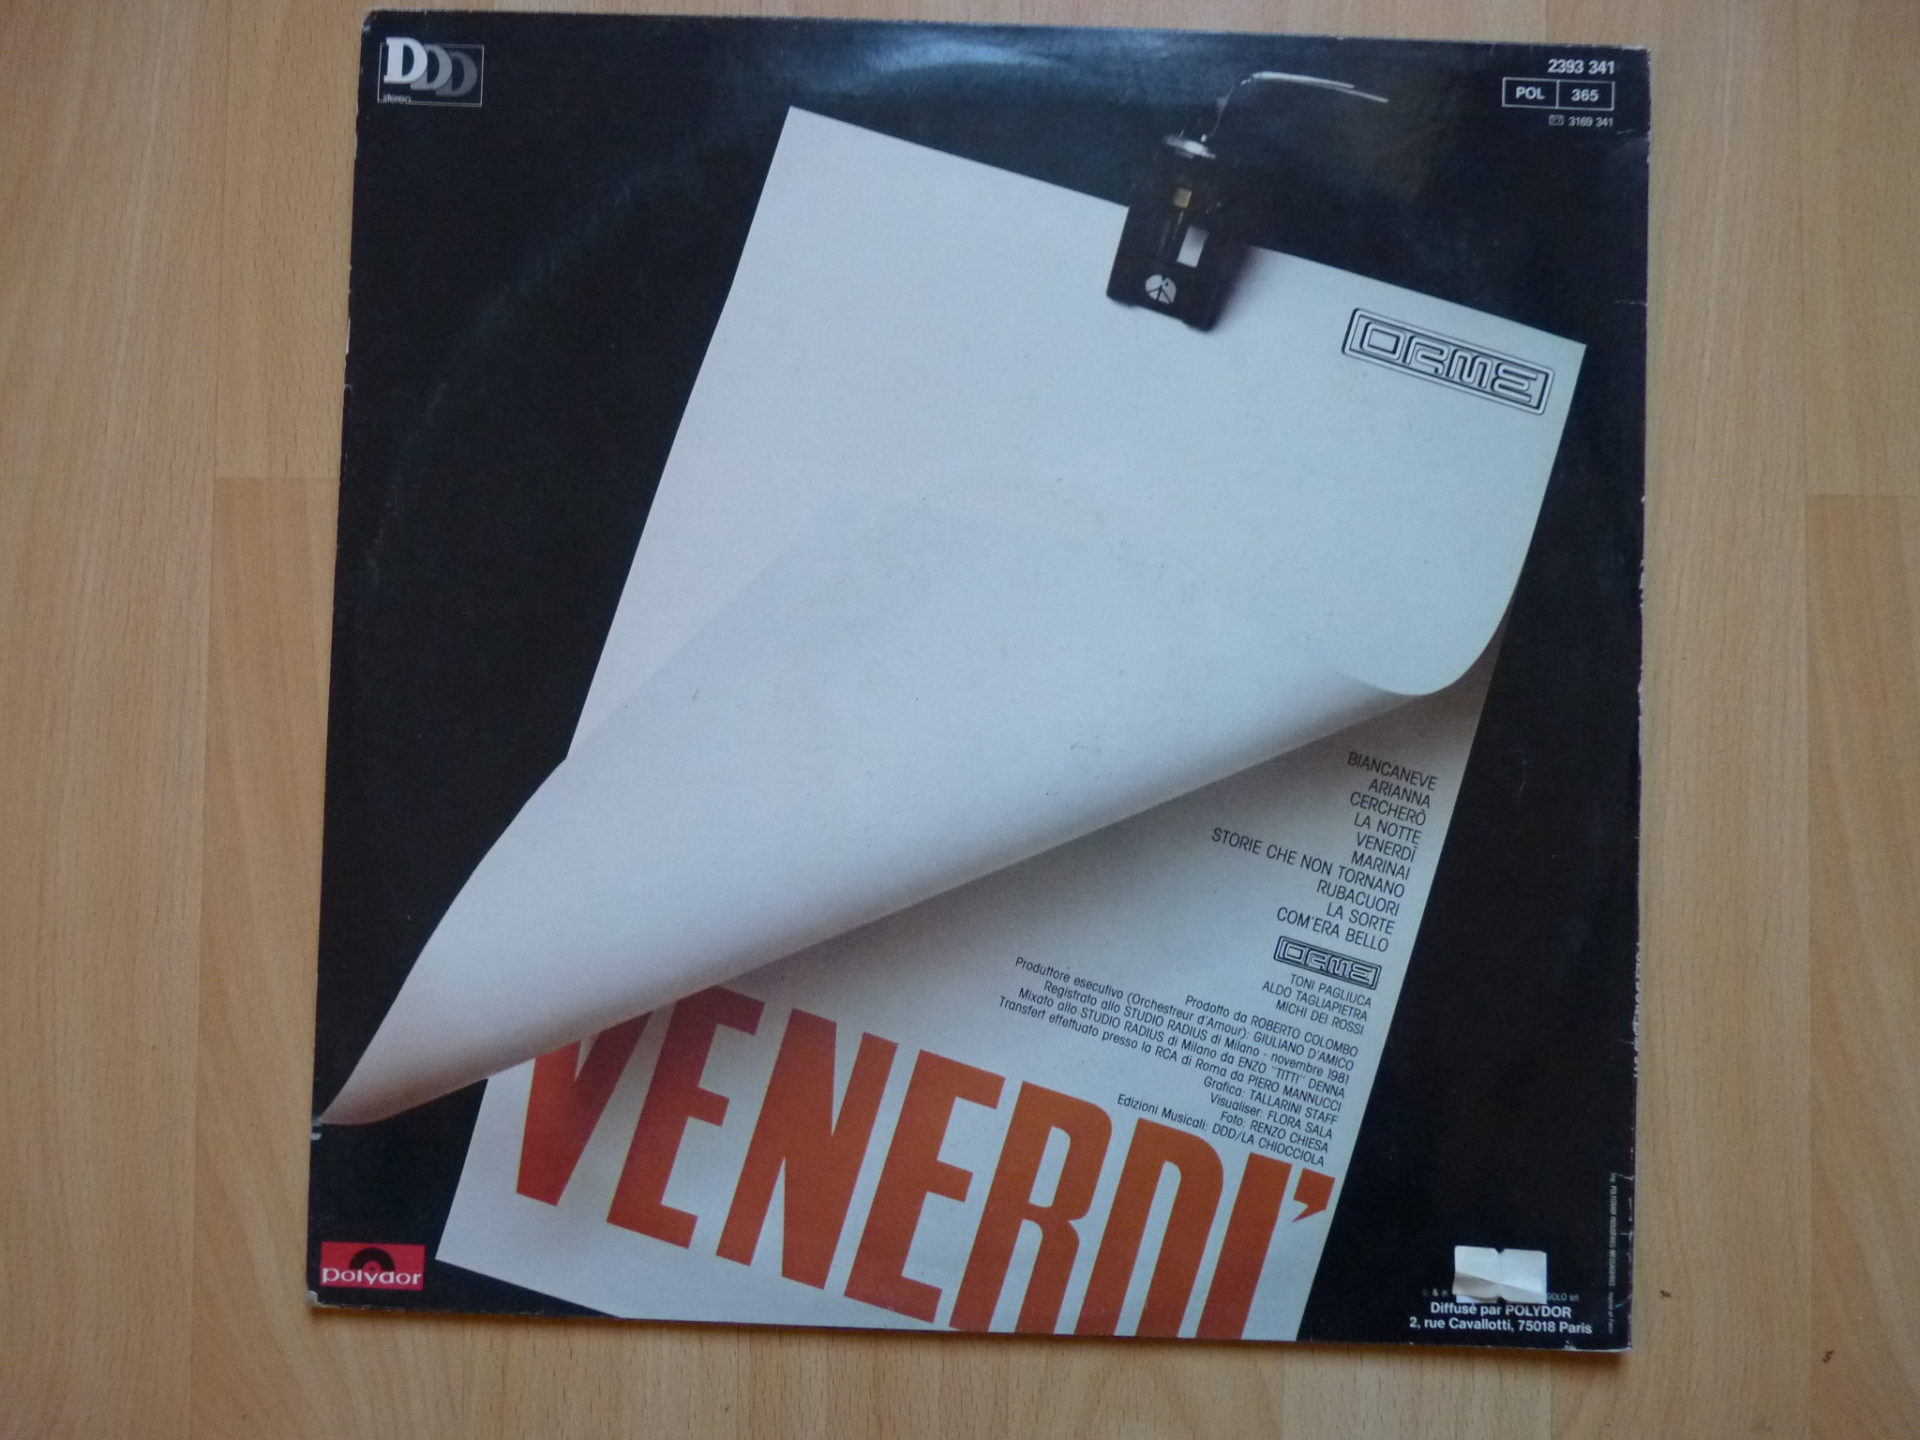 DDD
stereo
2393 341
POL 365
3169 341
ORME
BIANCANEVE
ARIANNA
CERCHERÒ
LA NOTTE
VENERDÌ
MARINAI
STORIE CHE NON TORNANO
RUBACUORI
LA SORTE
COM'ERA BELLO
ORME
TONI PAGLIUCA
ALDO TAGLIAPIETRA
MICHI DEI ROSSI
Prodotto da ROBERTO COLOMBO
Produttore esecutivo (Orchestreur d'Amour): GIULIANO D'AMICO
Registrato allo STUDIO RADIUS di Milano - novembre 1981
Mixato allo STUDIO RADIUS di Milano da ENZO "TITTI" DENNA
Transfert effettuato presso la RCA di Roma da PIERO MANNUCCI
Grafica: TALLARINI STAFF
Visualiser: FLORA SALA
Foto: RENZO CHIESA
Edizioni Musicali: DDD/LA CHIOCCIOLA
VENERDI'
polydor
GOLO srl
Diffusé par POLYDOR
2, rue Cavallotti, 75018 Paris